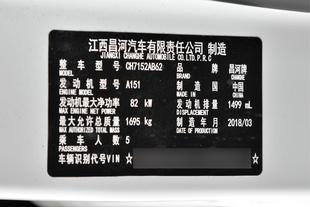 江西昌河汽车有限责任公司 制造
JIANGXI CHANGHE AUTOMOBILE CO.LTD.P.R.C
整车型号 CH7152AB62 品牌 昌河牌
VEHICLE MODEL BRAND CHANGHE
发动机型号 A151 制造国 中国
ENGINE MODEL COUNTRY CHINA
发动机最大净功率 82 kW 发动机排量 1499 mL
MAX ENGINE NET POWER DISPLACEMENT
最大允许总质量 1695 kg 制造年月 2018/03
MAX AUTHORIZED TOTAL MASS MANUFACTURE DATE
乘车人数 5
PASSENGERS
车辆识别代号VIN ☆ ☆